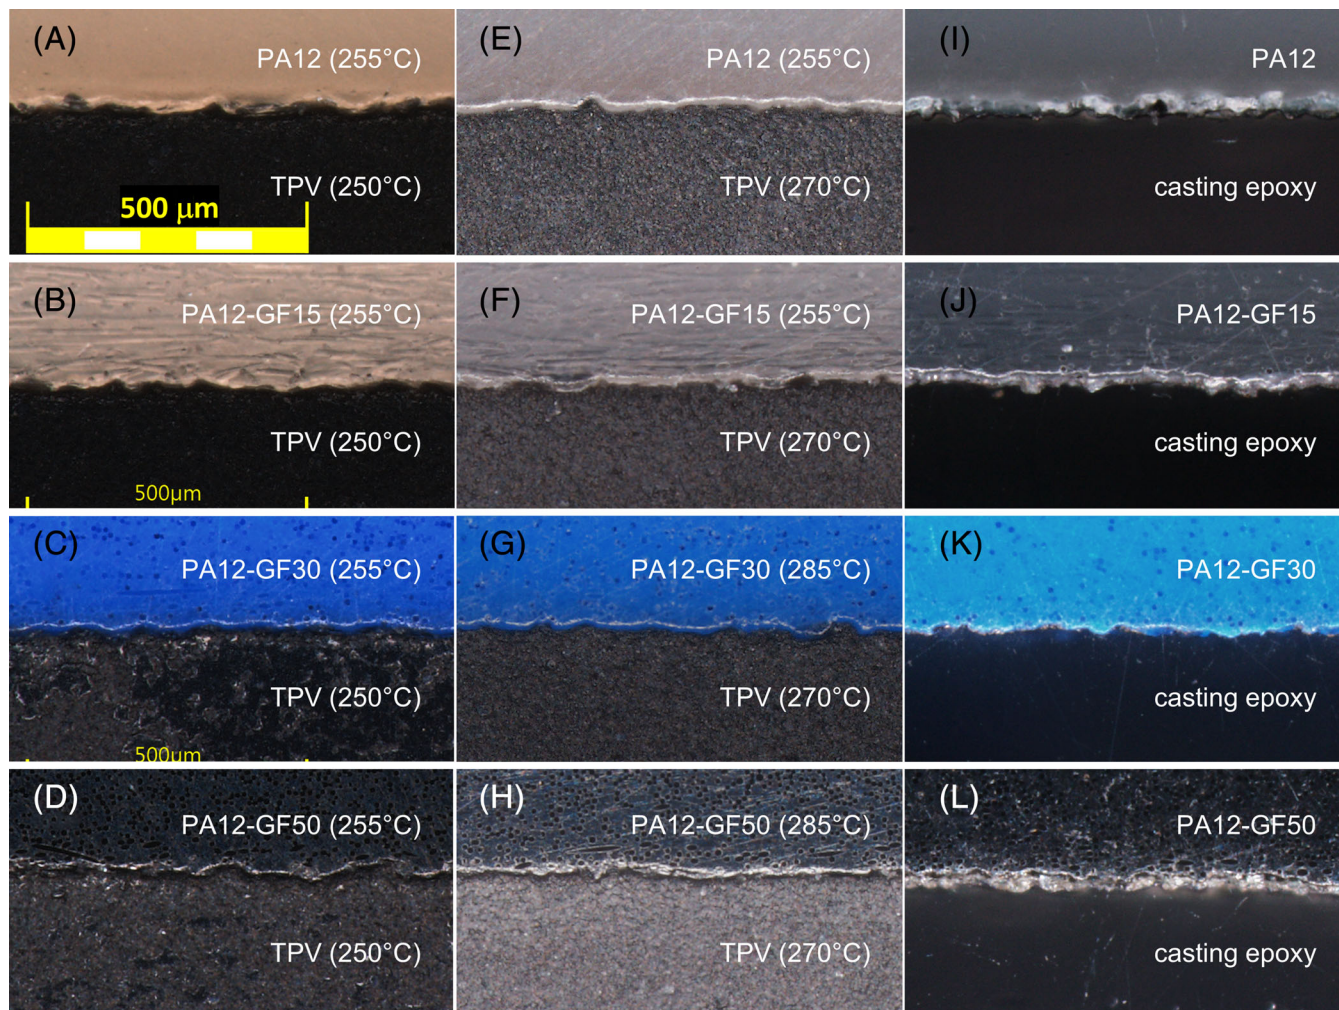 (A)
PA12 (255°C)
TPV (250°C)
500 µm
(E)
PA12 (255°C)
TPV (270°C)
(I)
PA12
casting epoxy
(B)
PA12-GF15 (255°C)
TPV (250°C)
500µm
(F)
PA12-GF15 (255°C)
TPV (270°C)
(J)
PA12-GF15
casting epoxy
(C)
PA12-GF30 (255°C)
TPV (250°C)
500µm
(G)
PA12-GF30 (285°C)
TPV (270°C)
(K)
PA12-GF30
casting epoxy
(D)
PA12-GF50 (255°C)
TPV (250°C)
(H)
PA12-GF50 (285°C)
TPV (270°C)
(L)
PA12-GF50
casting epoxy